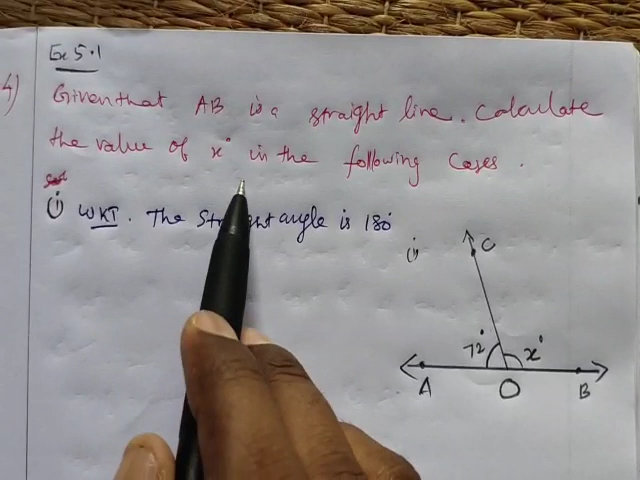 Ex 5.1
4) Given that AB is a straight line. Calculate
the value of x° in the following cases.
(i) WKT. The Straight angle is 180°
(i)
C
72° x°
A O B